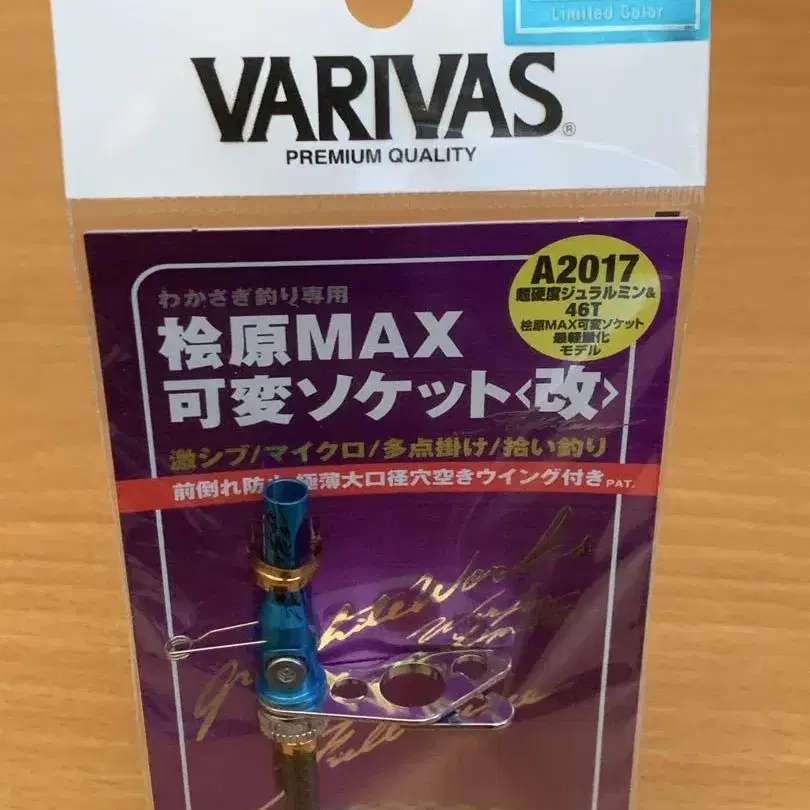 Limited Color
VARIVAS®
PREMIUM QUALITY
わかさぎ釣り専用
桧原MAX
可変ソケット〈改〉
A2017
超硬度ジュラルミン&
46T
桧原MAX可変ソケット
最軽量化
モデル
激シブ/マイクロ/多点掛け/拾い釣り
前倒れ防止 極薄大口径穴空きウイング付き PAT.